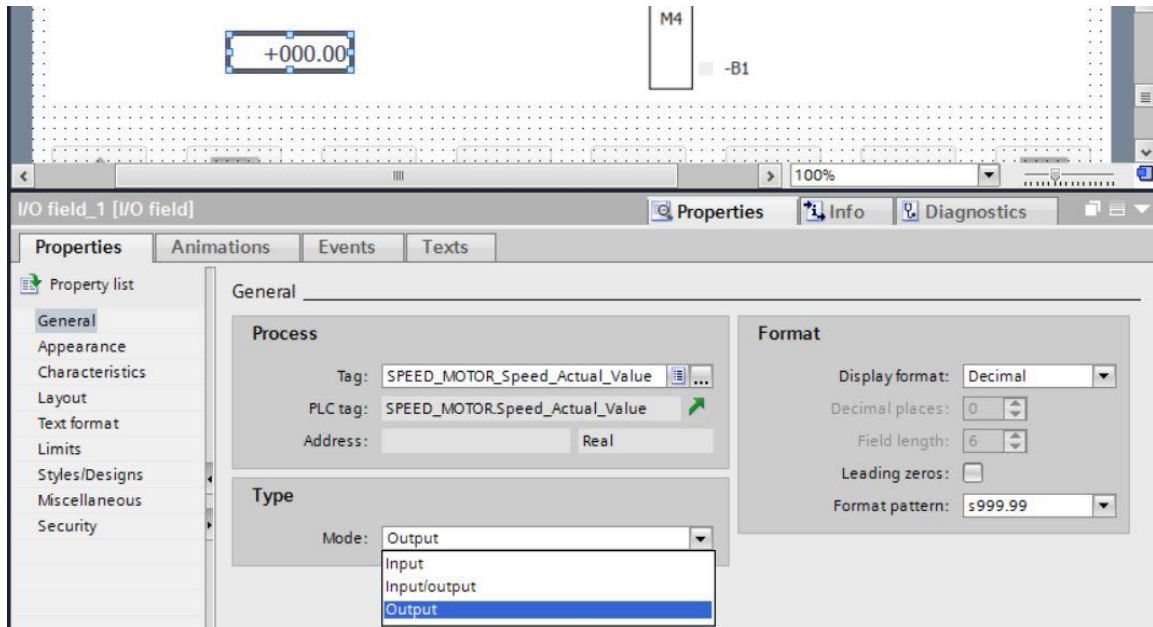 M4
+000.00
-B1
100%
I/O field_1 [I/O field]
Properties Info Diagnostics
Properties Animations Events Texts
Property list
General
Appearance
Characteristics
Layout
Text format
Limits
Styles/Designs
Miscellaneous
Security
General
Process
Tag: SPEED_MOTOR_Speed_Actual_Value ...
PLC tag: SPEED_MOTOR.Speed_Actual_Value
Address: Real
Type
Mode: Output
Input
Input/output
Output
Format
Display format: Decimal
Decimal places: 0
Field length: 6
Leading zeros:
Format pattern: s999.99